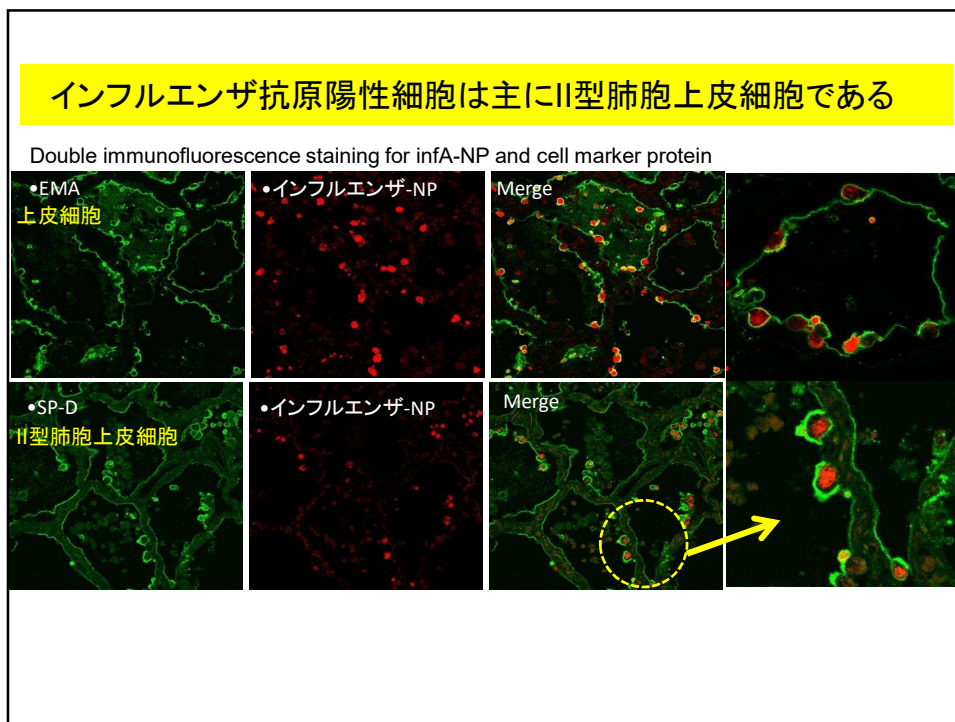 インフルエンザ抗原陽性細胞は主にII型肺胞上皮細胞である
Double immunofluorescence staining for infA-NP and cell marker protein
•EMA
上皮細胞
•インフルエンザ-NP
Merge
•SP-D
II型肺胞上皮細胞
•インフルエンザ-NP
Merge